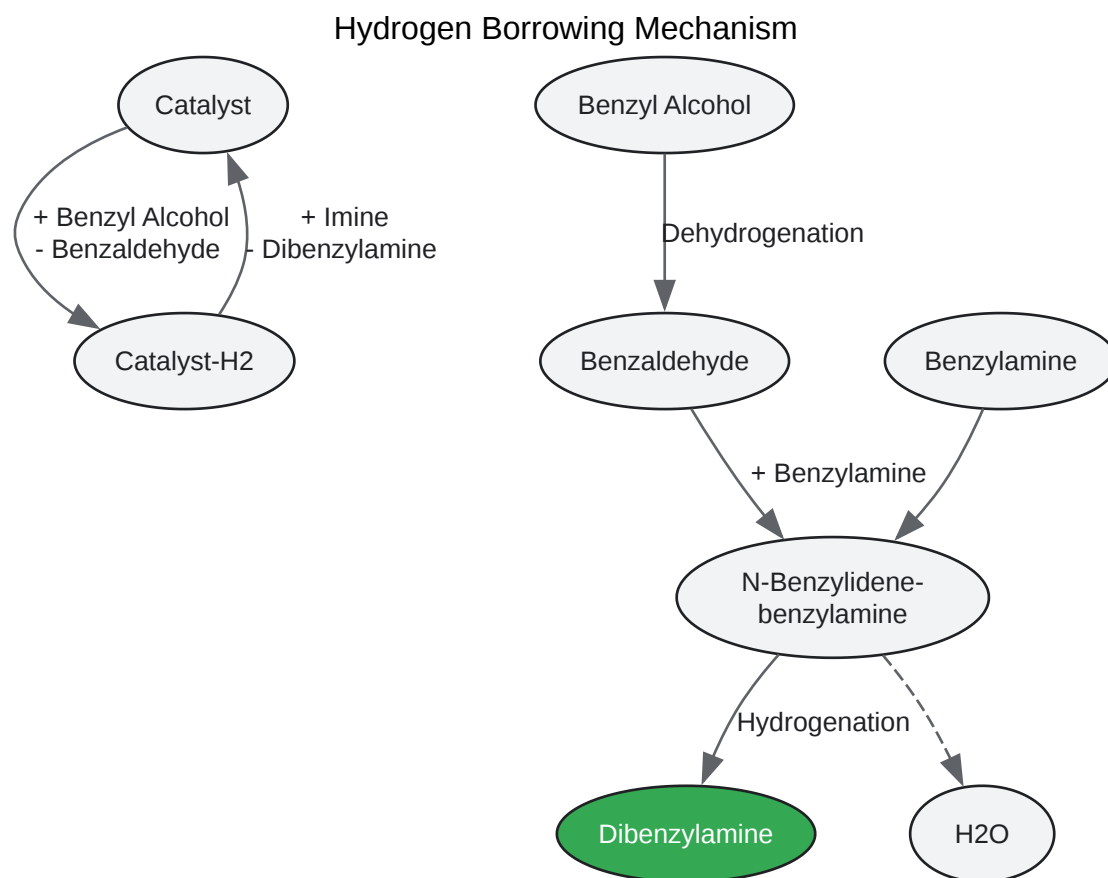 Hydrogen Borrowing Mechanism
Catalyst
Benzyl Alcohol
+ Benzyl Alcohol
- Benzaldehyde
+ Imine
- Dibenzylamine
Dehydrogenation
Catalyst-H2
Benzaldehyde
Benzylamine
+ Benzylamine
N-Benzylidene-
benzylamine
Hydrogenation
Dibenzylamine
H2O